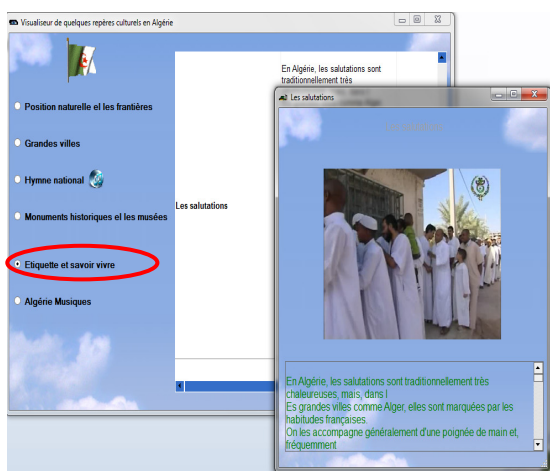 Visualiseur de quelques repères culturels en Algérie
Position naturelle el les frantières
Grandes villes
Hymne national
Monuments historiques el les musées
Etiquette et savoir vivre
Algérie Musiques
Les salutations
En Algérie, les salutations sont
traditionnellement très
Les salutations
En Algérie, les salutations sont traditionnellement très
chaleureuses, mais, dans l
Es grandes villes comme Alger, elles sont marquées par les
habitudes françaises.
On les accompagne généralement d'une poignée de main et,
fréquemment